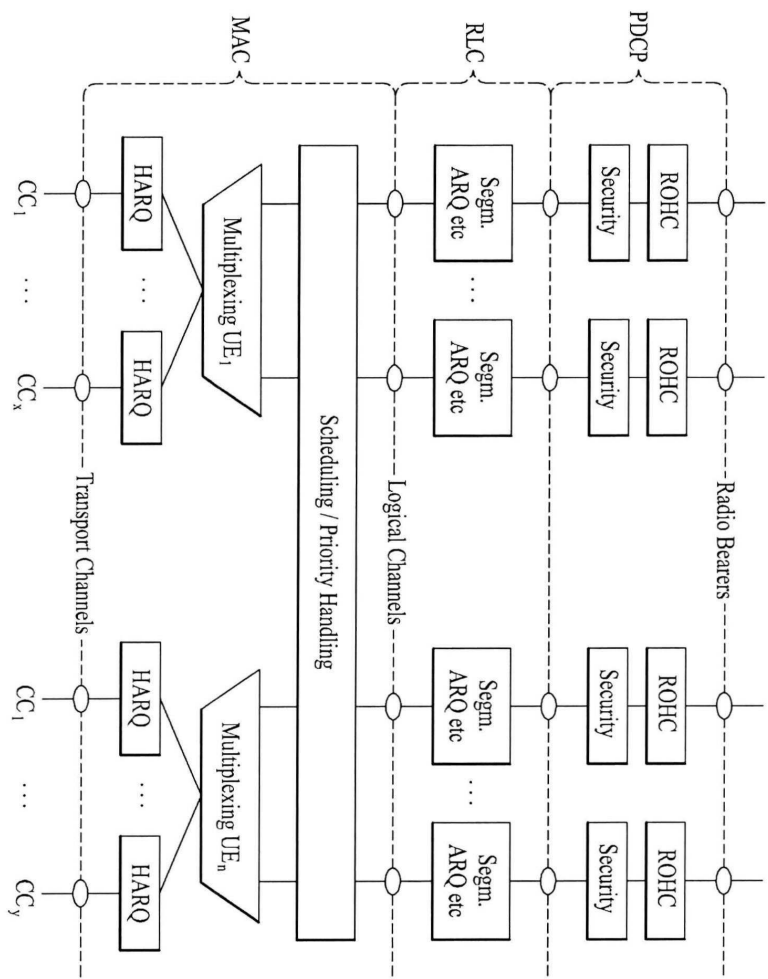 Radio Bearers
PDCP
ROHC
ROHC
ROHC
ROHC
Security
Security
Security
Security
RLC
Segm.
ARQ etc
...
Segm.
ARQ etc
Segm.
ARQ etc
....
Segm.
ARQ etc
Logical Channels
MAC
Scheduling / Priority Handling
Multiplexing UE₁
Multiplexing UEₙ
HARQ
...
HARQ
HARQ
...
HARQ
Transport Channels
CC₁
...
CCₓ
CC₁
...
CCᵧ